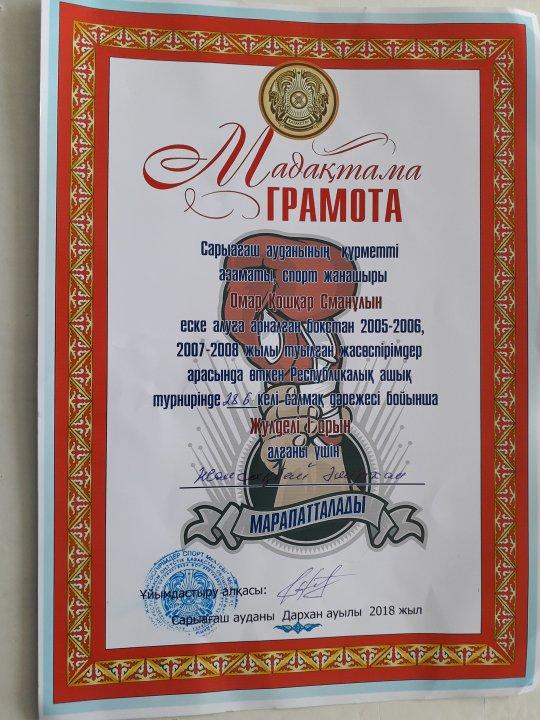 Мадақтама
ГРАМОТА
Сарыағаш ауданының құрметті
азаматы, спорт жанашыры
Омар Қошқар Сманұлын
еске алуға арналған бокстан 2005-2006,
2007-2008 жылы туылған жасөспірімдер
арасында өткен Республикалық ашық
турнирінде 28.6 келі салмақ дәрежесі бойынша
Жүлделі Орын
алғаны үшін
МАРАПАТТАЛАДЫ
Ұйымдастыру алқасы:
Сарыағаш ауданы Дархан ауылы 2018 жыл